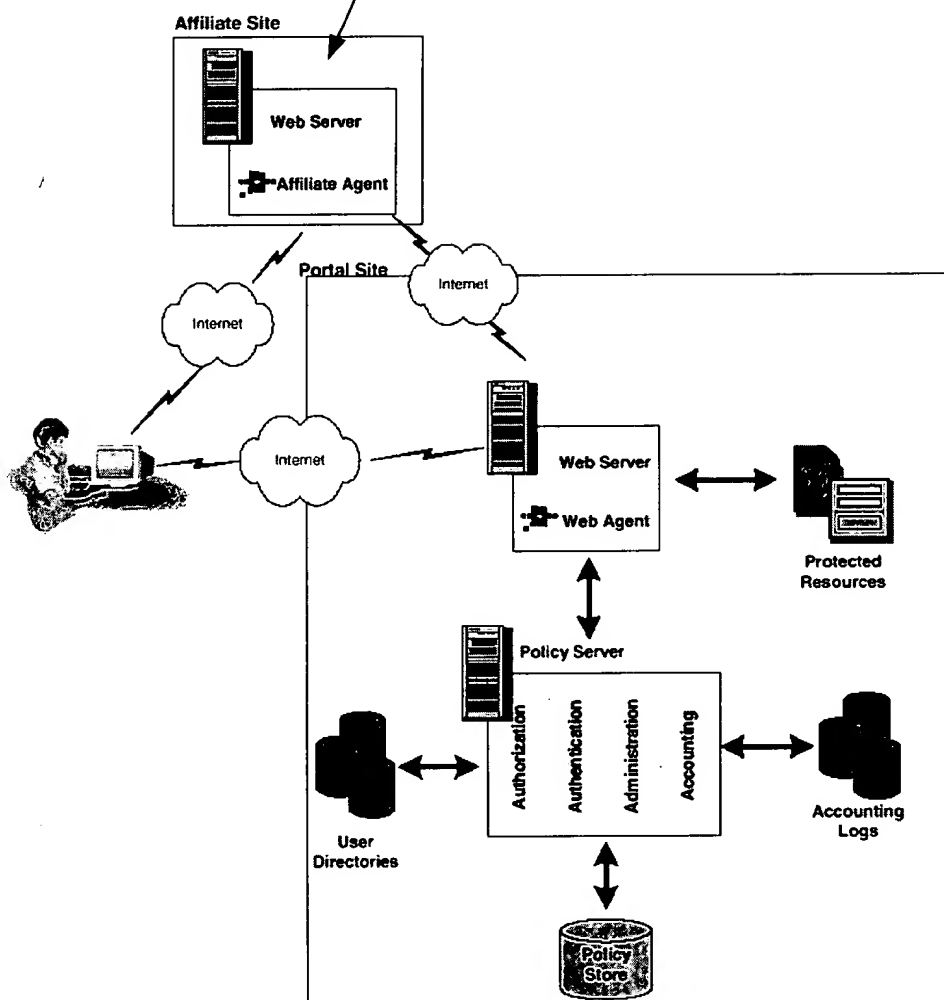 Affiliate Site
Web Server
Affiliate Agent
Portal Site
Internet
Internet
Internet
Web Server
Web Agent
Protected
Resources
Policy Server
Authorization
Authentication
Administration
Accounting
User
Directories
Accounting
Logs
Policy
Store